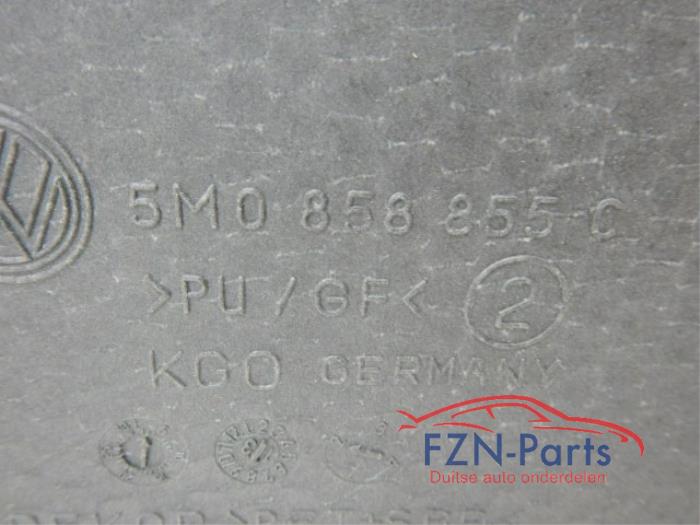 5M0 858 855 C
>PU/GF< 2
KGO GERMANY
FZN-Parts
Duitse auto onderdelen